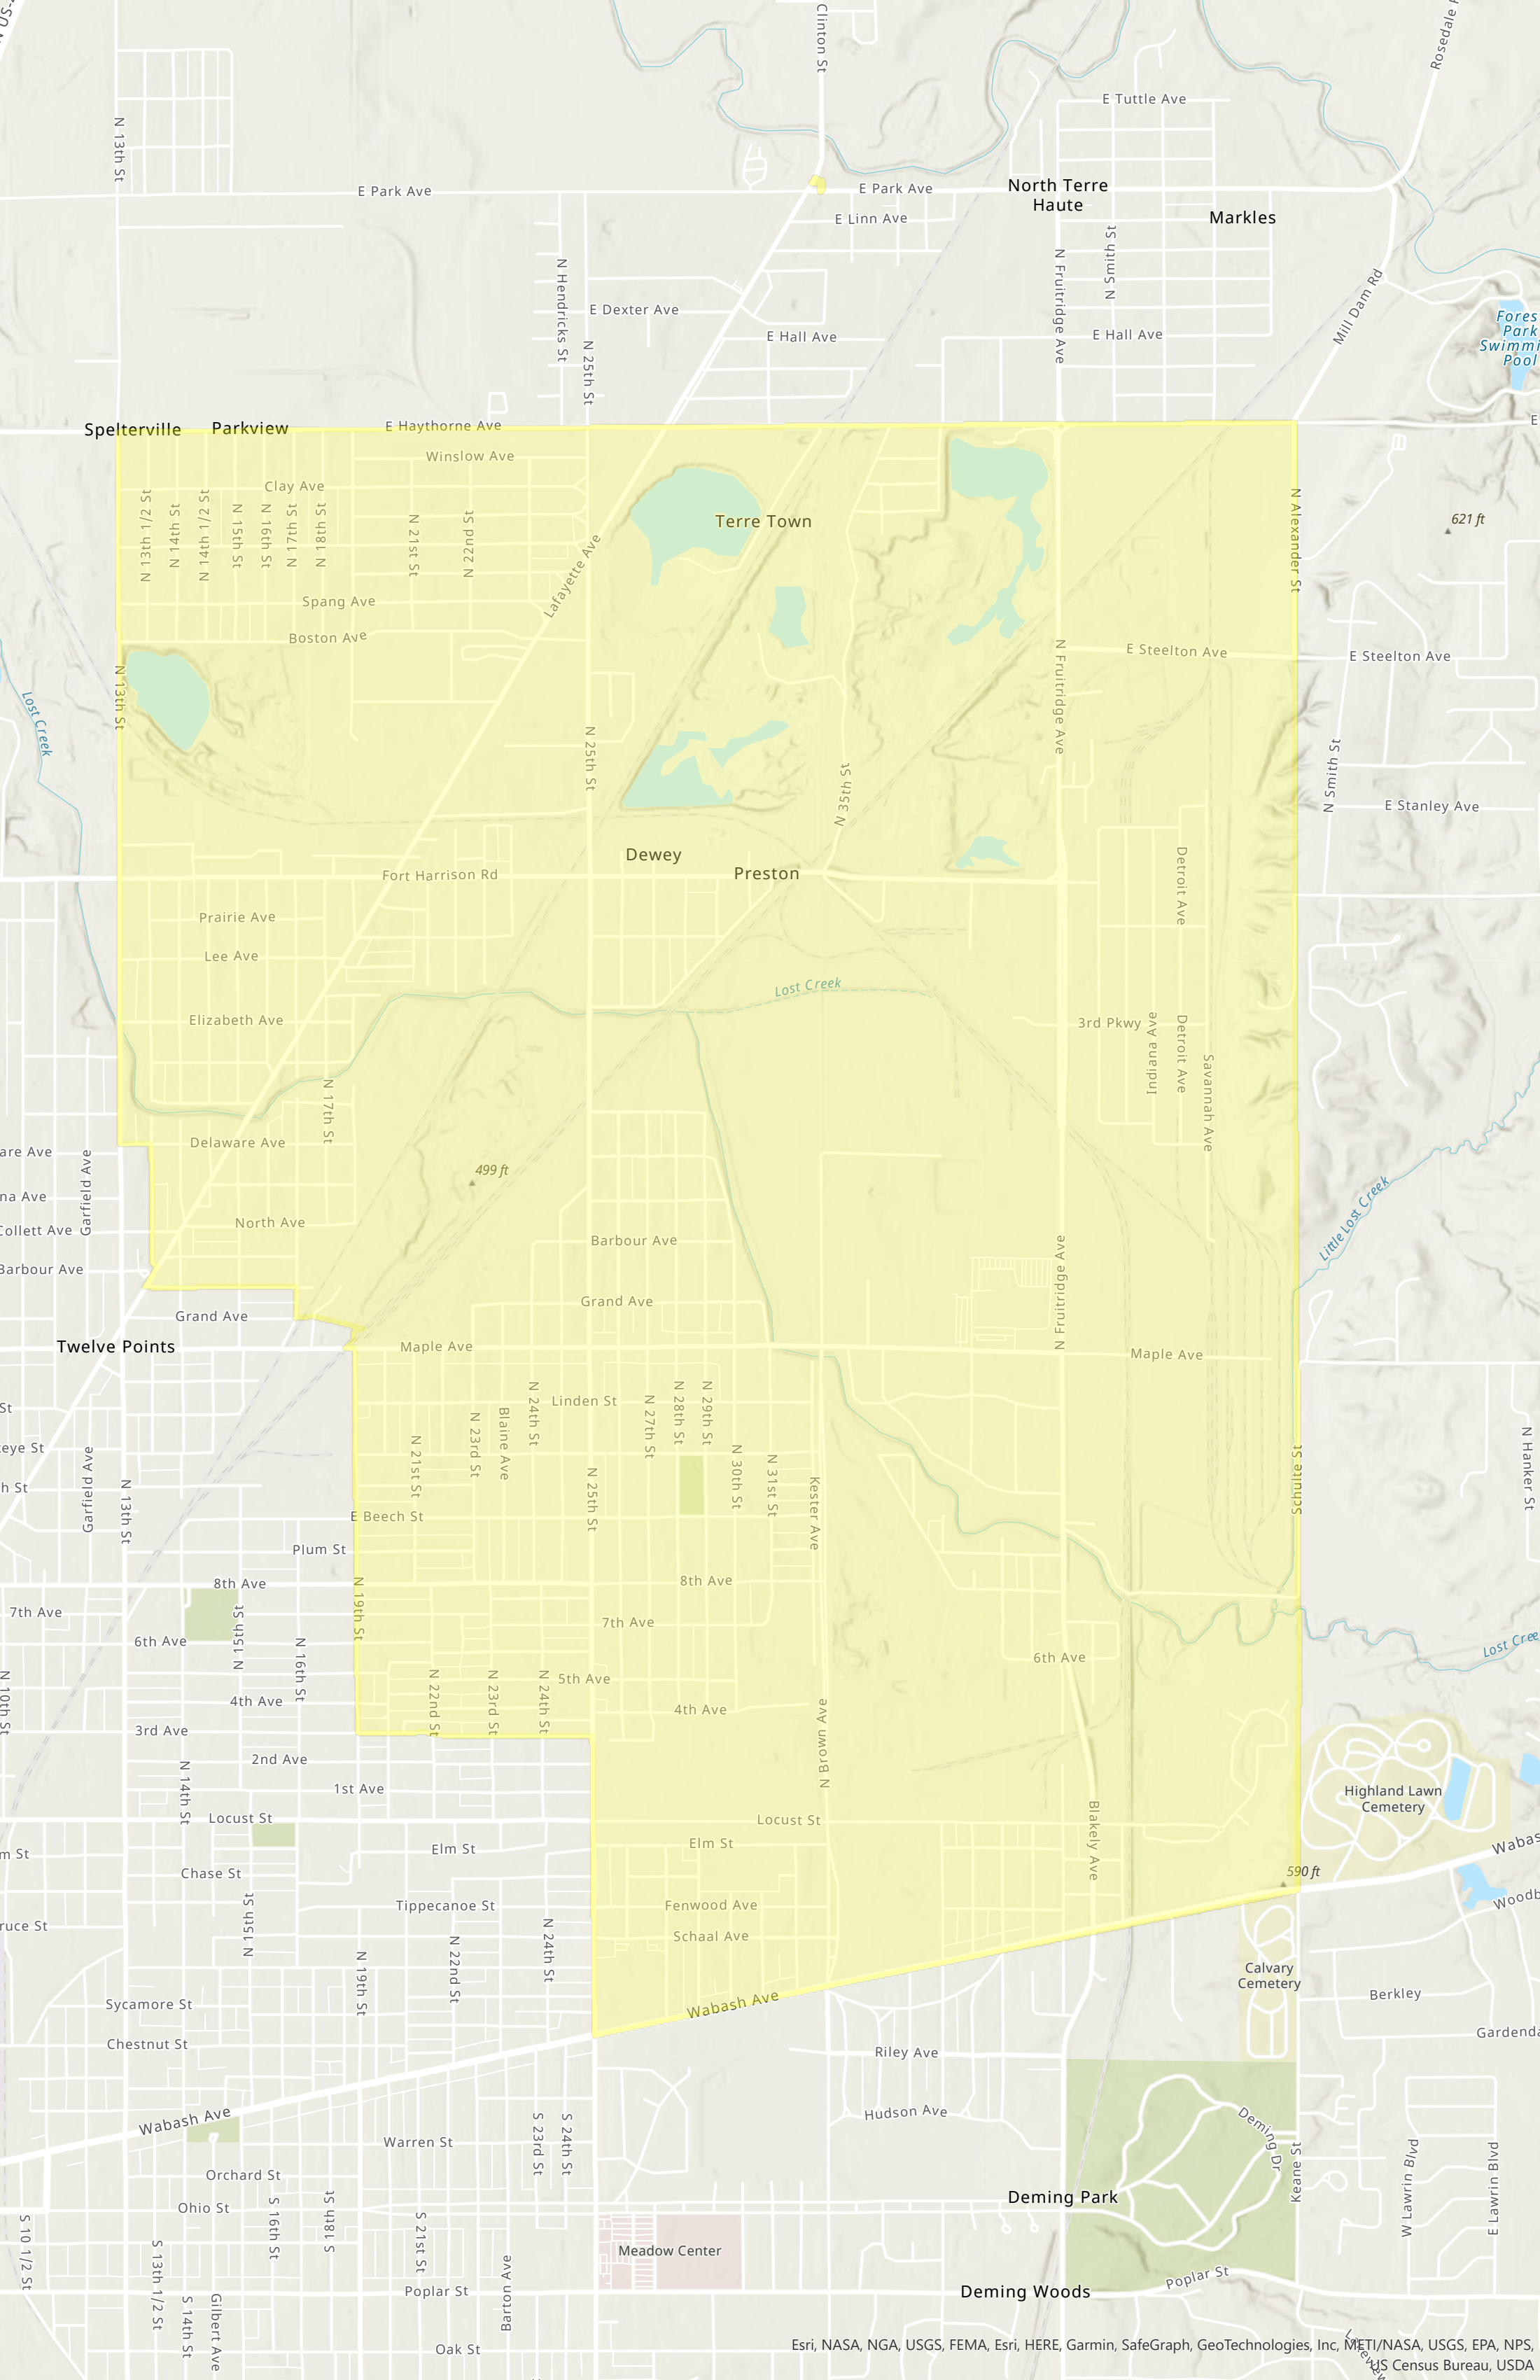 Clinton St
Rosedale
N 13th St
E Tuttle Ave
E Park Ave
E Park Ave
North Terre
Haute
Markles
E Linn Ave
N Smith St
N Hendricks St
N Fruitridge Ave
E Dexter Ave
Mill Dam Rd
E Hall Ave
E Hall Ave
N 25th St
Park
Pool
Spelterville
Parkview
E Haythorne Ave
Winslow Ave
Clay Ave
N 13th 1/2 St
N 14th St
N 14th 1/2 St
N 15th St
N 16th St
N 17th St
N 18th St
N 21st St
N 22nd St
Terre Town
N Alexander St
621 ft
Lafayette Ave
Spang Ave
Boston Ave
N 13th St
N Fruitridge Ave
E Steelton Ave
E Steelton Ave
Lost Creek
N 25th St
N 35th St
N Smith St
E Stanley Ave
Dewey
Preston
Fort Harrison Rd
Detroit Ave
Prairie Ave
Lee Ave
Lost Creek
Elizabeth Ave
3rd Pkwy
Indiana Ave
Detroit Ave
Savannah Ave
N 17th St
Delaware Ave
Garfield Ave
499 ft
Little Lost Creek
North Ave
Collett Ave
Barbour Ave
Barbour Ave
N Fruitridge Ave
Grand Ave
Grand Ave
Twelve Points
Maple Ave
Maple Ave
Linden St
N 24th St
N 27th St
N 28th St
N 29th St
N 23rd St
Blaine Ave
N 21st St
N 25th St
N 30th St
N 31st St
Kester Ave
Schulte St
N Hanker St
Garfield Ave
N 13th St
E Beech St
Plum St
8th Ave
8th Ave
N 19th St
7th Ave
7th Ave
N 15th St
6th Ave
N 16th St
6th Ave
Lost Cree
5th Ave
N 10th St
N 22nd St
N 23rd St
N 24th St
4th Ave
4th Ave
3rd Ave
N Brown Ave
2nd Ave
N 14th St
1st Ave
Highland Lawn
Cemetery
Locust St
Locust St
Blakely Ave
Elm St
Elm St
Wabas
Chase St
590 ft
N 15th St
Tippecanoe St
Fenwood Ave
Schaal Ave
N 24th St
N 22nd St
N 19th St
Calvary
Cemetery
Berkley
Sycamore St
Wabash Ave
Chestnut St
Riley Ave
Wabash Ave
Hudson Ave
Deming Dr
S 23rd St
S 24th St
Warren St
Keane St
W Lawrin Blvd
E Lawrin Blvd
Orchard St
Deming Park
Ohio St
S 16th St
S 18th St
S 21st St
S 10 1/2 St
S 13th 1/2 St
Meadow Center
Poplar St
Poplar St
Deming Woods
Barton Ave
S 14th St
Gilbert Ave
Oak St
Esri, NASA, NGA, USGS, FEMA, Esri, HERE, Garmin, SafeGraph, GeoTechnologies, Inc, METI/NASA, USGS, EPA, NPS,
US Census Bureau, USDA